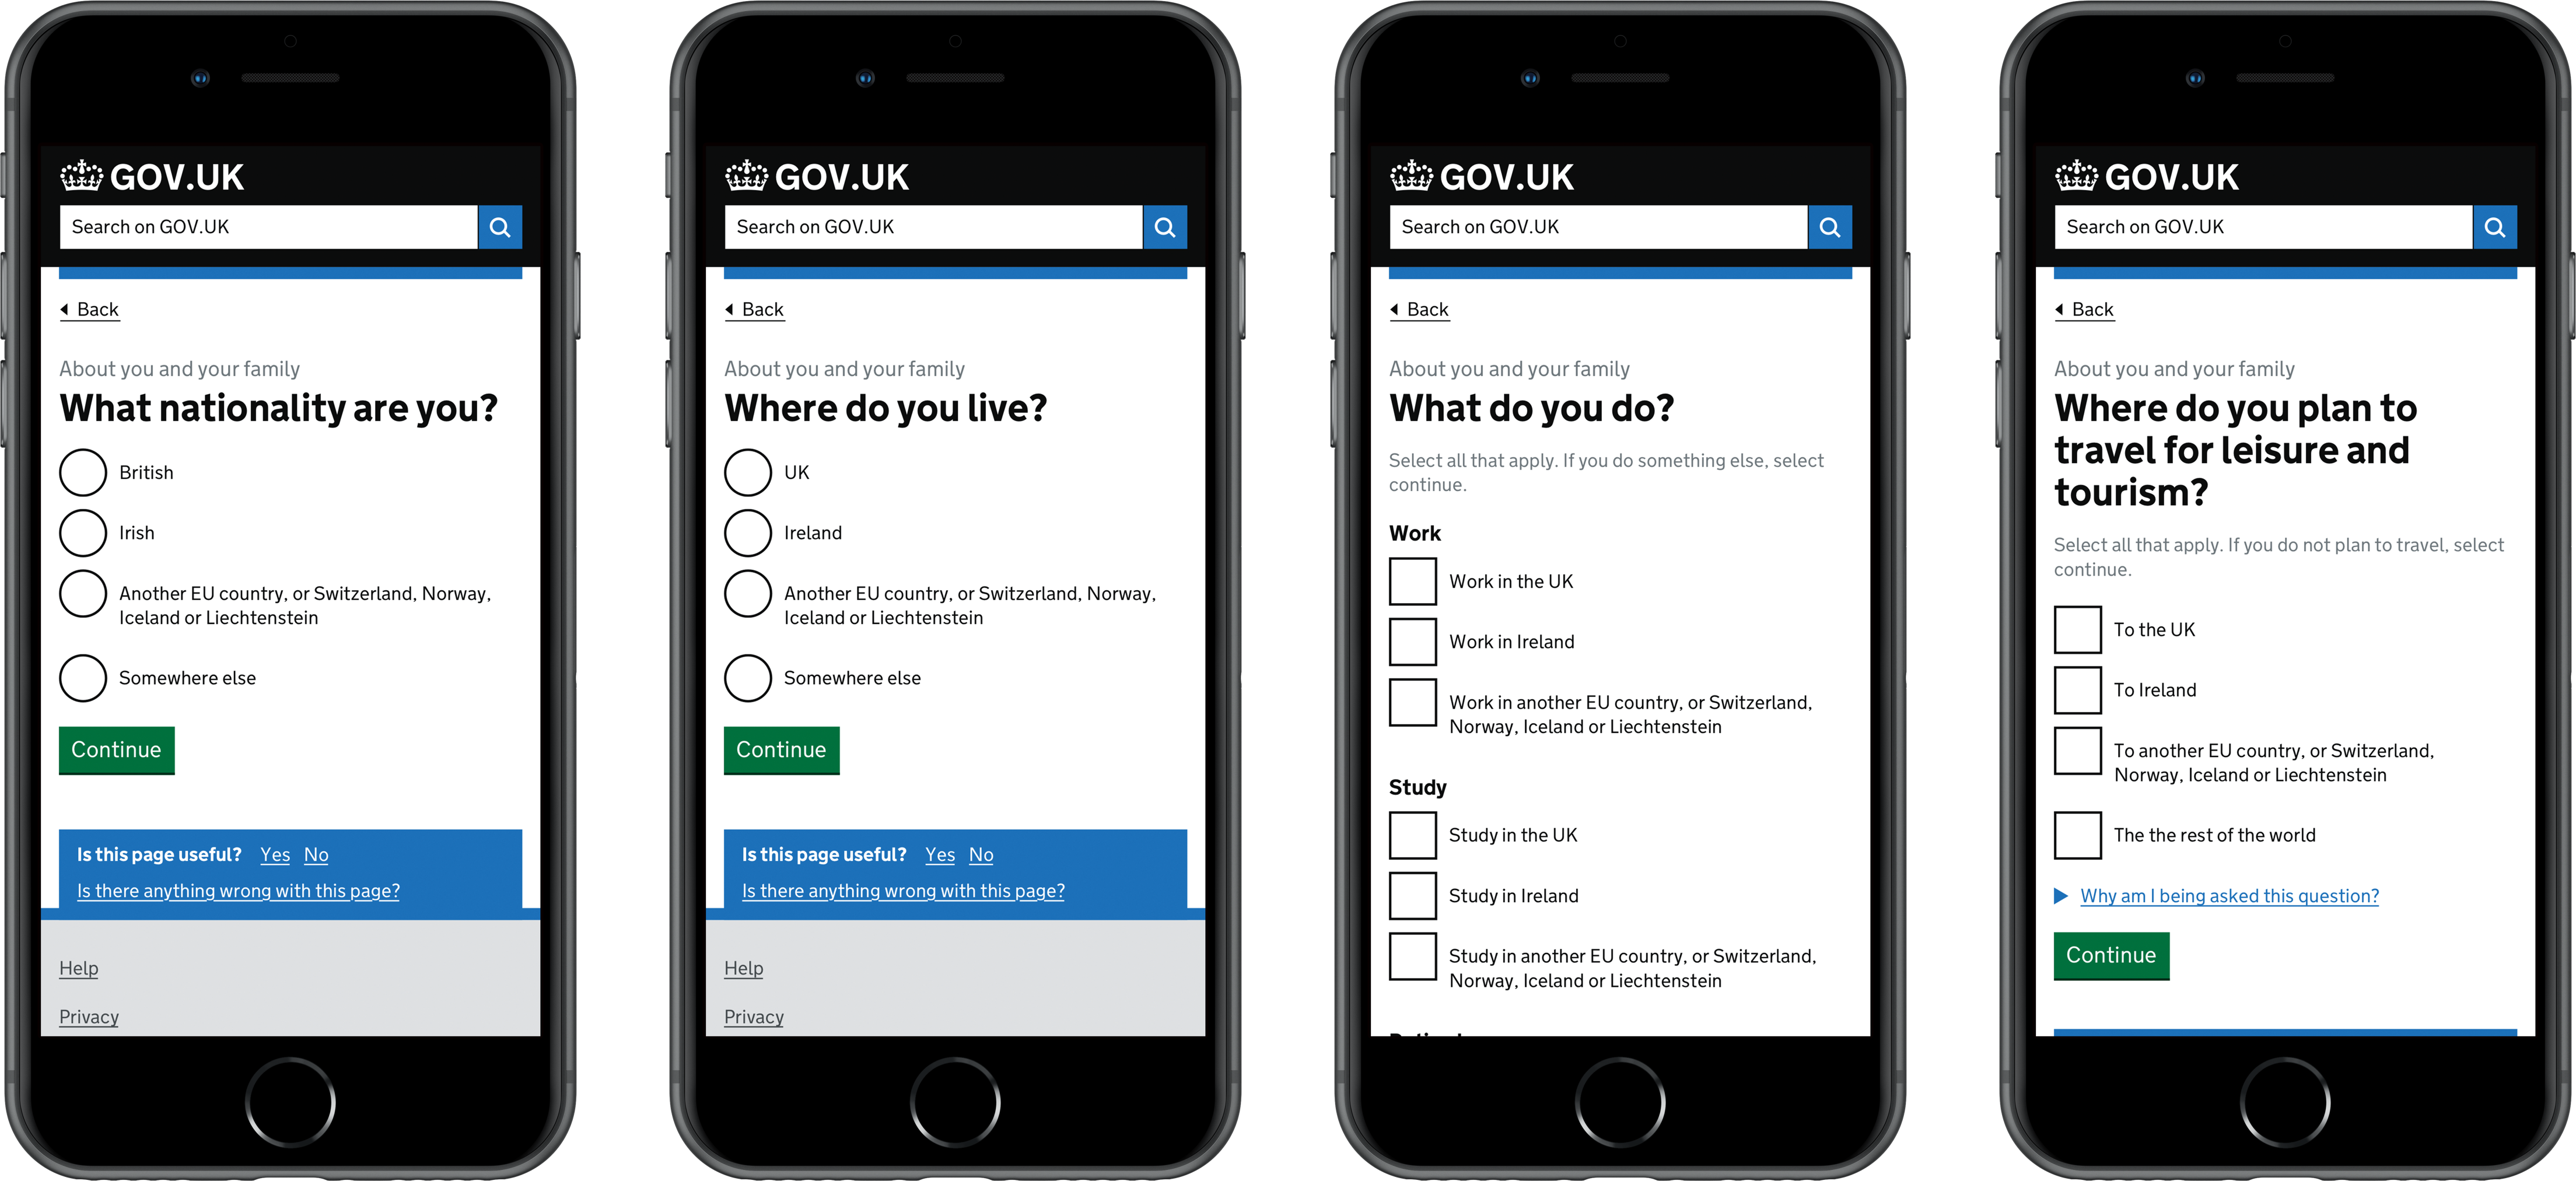 GOV.UK
Search on GOV.UK
Back
About you and your family
What nationality are you?
British
Irish
Another EU country, or Switzerland, Norway,
Iceland or Liechtenstein
Somewhere else
Continue
Is this page useful? Yes No
Is there anything wrong with this page?
Help
Privacy
GOV.UK
Search on GOV.UK
Back
About you and your family
Where do you live?
UK
Ireland
Another EU country, or Switzerland, Norway,
Iceland or Liechtenstein
Somewhere else
Continue
Is this page useful? Yes No
Is there anything wrong with this page?
Help
Privacy
GOV.UK
Search on GOV.UK
Back
About you and your family
What do you do?
Select all that apply. If you do something else, select
continue.
Work
Work in the UK
Work in Ireland
Work in another EU country, or Switzerland,
Norway, Iceland or Liechtenstein
Study
Study in the UK
Study in Ireland
Study in another EU country, or Switzerland,
Norway, Iceland or Liechtenstein
GOV.UK
Search on GOV.UK
Back
About you and your family
Where do you plan to
travel for leisure and
tourism?
Select all that apply. If you do not plan to travel, select
continue.
To the UK
To Ireland
To another EU country, or Switzerland,
Norway, Iceland or Liechtenstein
The the rest of the world
Why am I being asked this question?
Continue